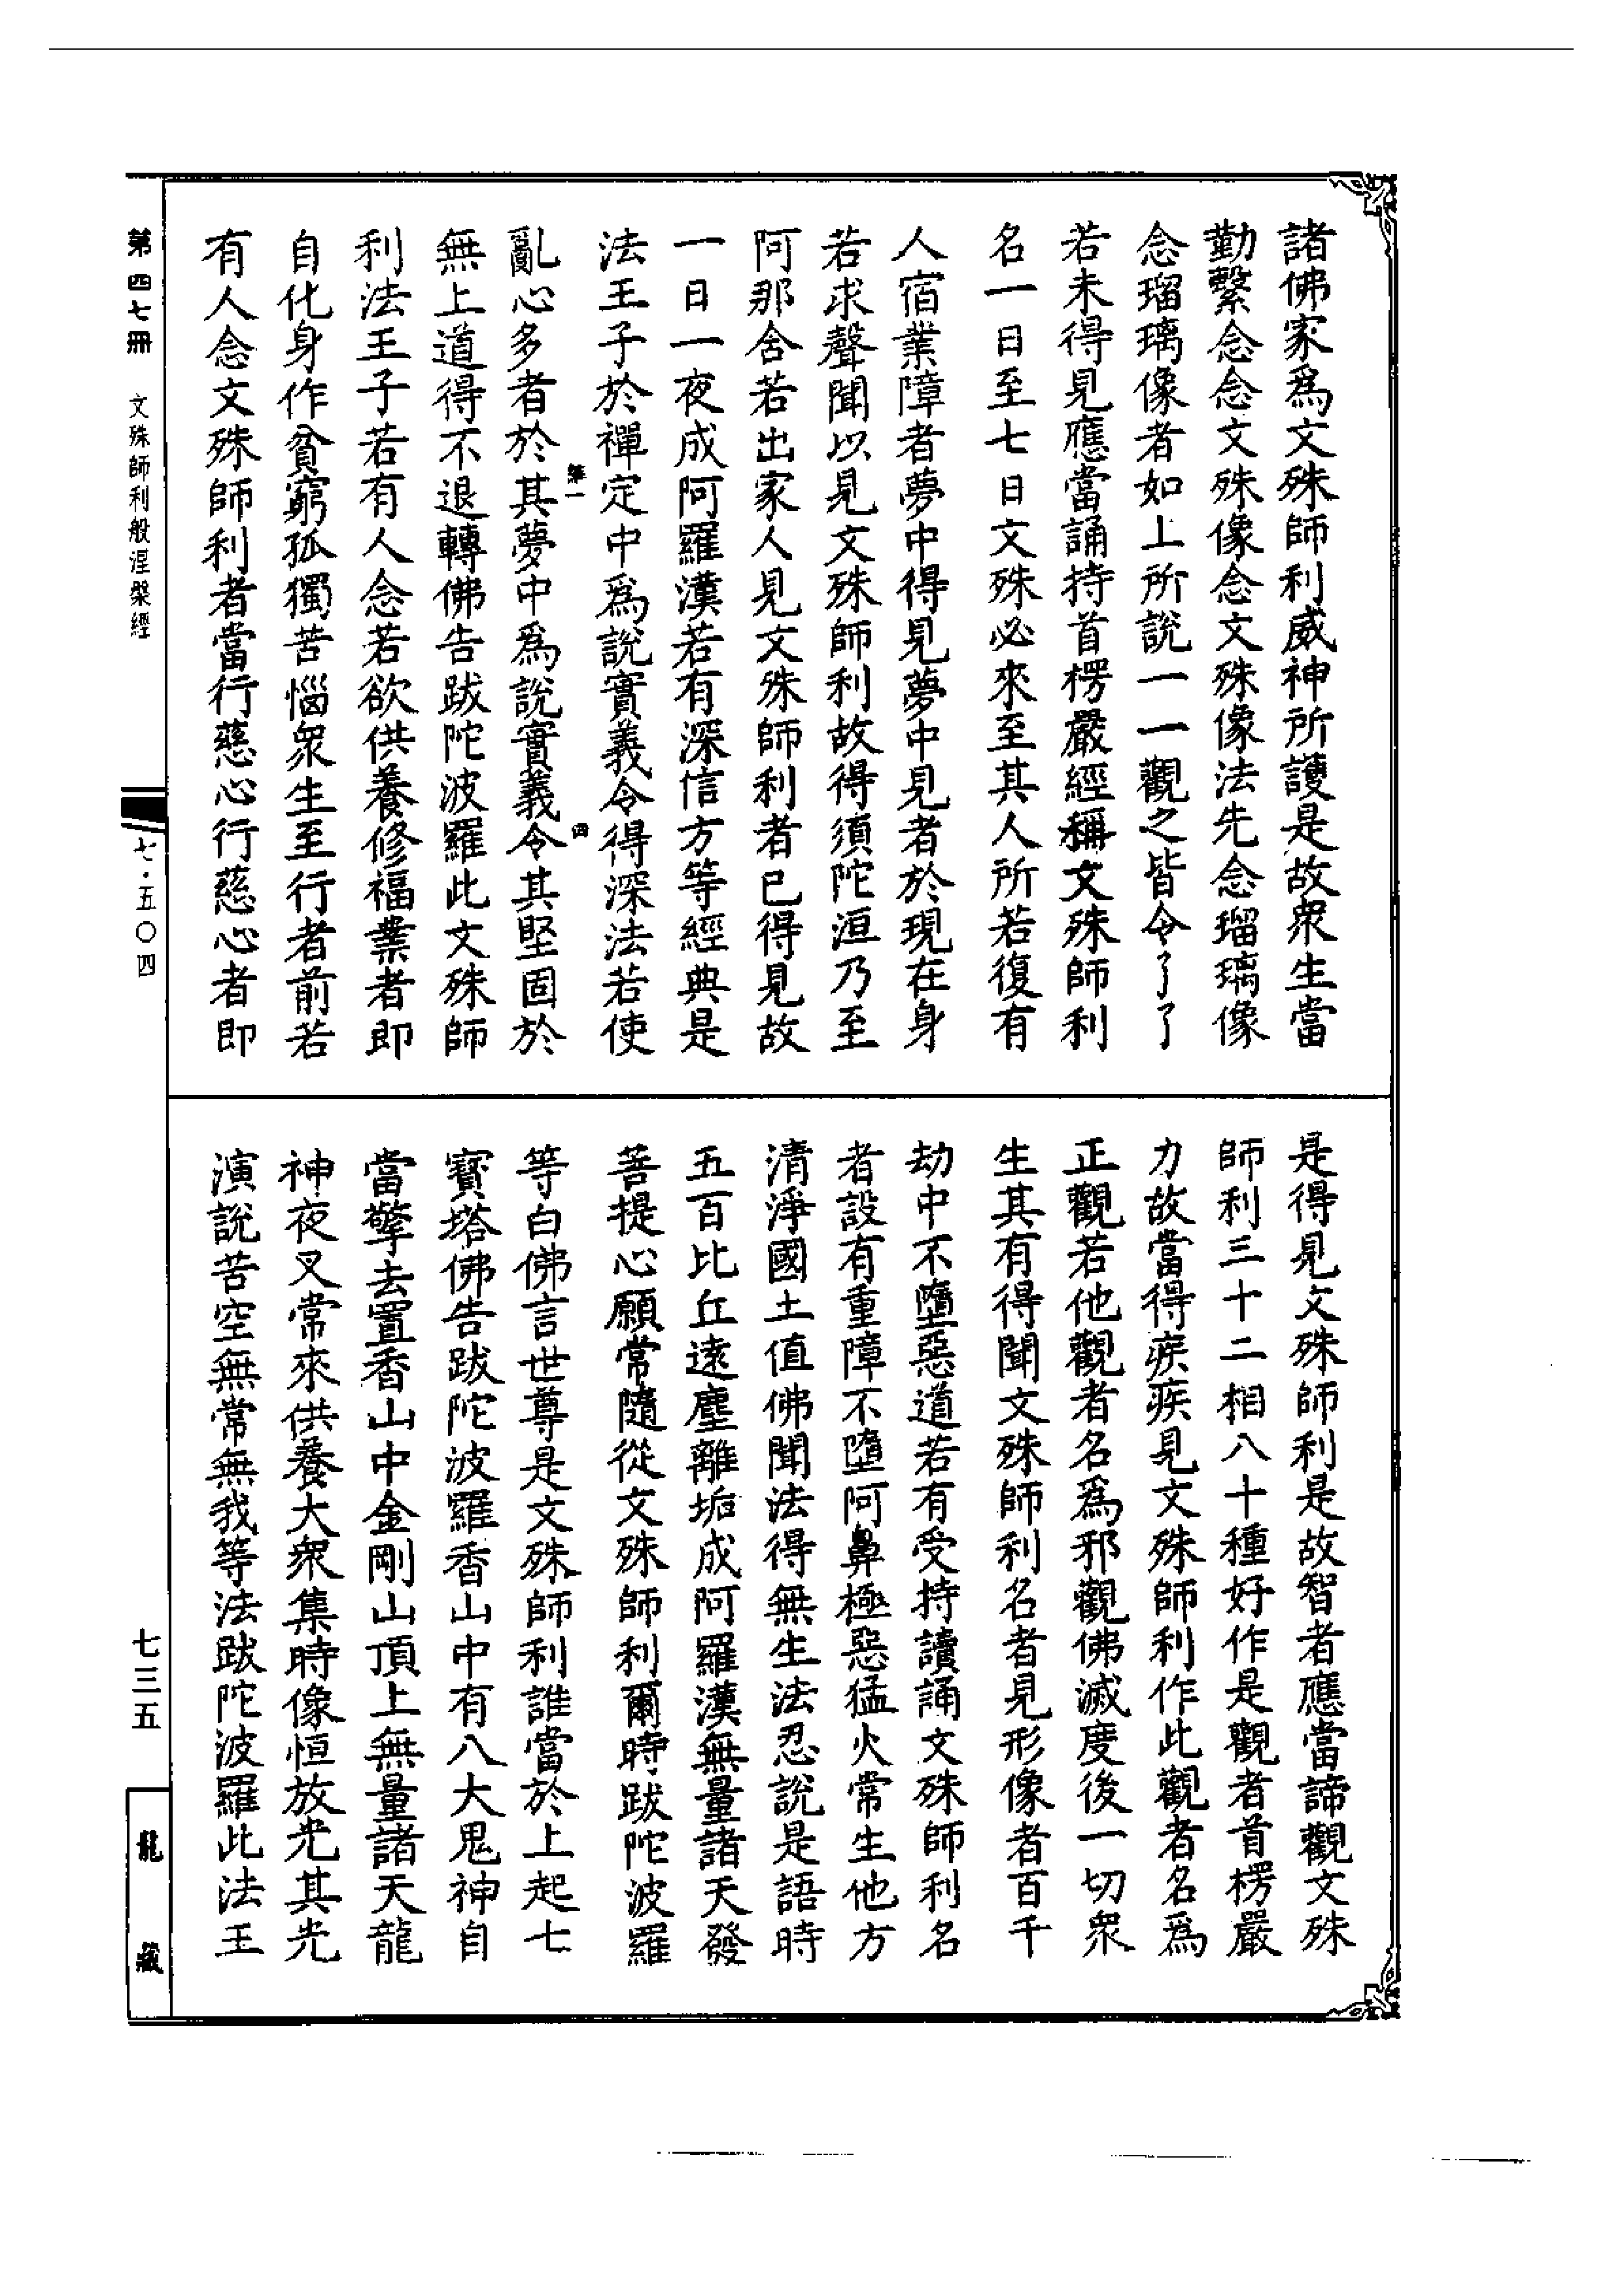 諸佛家為文殊師利威神所護是故衆生當
勤繫念念文殊像念文殊像法先念瑠璃像
念瑠璃像者如上所說一一觀之皆令了了
若未得見應當誦持首楞嚴經稱文殊師利
名一日至七日文殊必來至其人所若復有
人宿業障者夢中得見夢中見者於現在身
若求聲聞以見文殊師利故得須陀洹乃至
阿那含若出家人見文殊師利者已得見故
一日一夜成阿羅漢若有深信方等經典是
法王子於禪定中為說實義令得深法若使
亂心多者於其夢中為說實義令其堅固於
無上道得不退轉佛告跋陀波羅此文殊師
利法王子若有人念若欲供養修福業者即
自化身作貧窮孤獨苦惱衆生至行者前若
有人念文殊師利者當行慈心行慈心者即
是得見文殊師利是故智者應當諦觀文殊
師利三十二相八十種好作是觀者首楞嚴
力故當得疾疾見文殊師利作此觀者名為
正觀若他觀者名為邪觀佛滅度後一切衆
生其有得聞文殊師利名者見形像者百千
劫中不墮惡道若有受持讀誦文殊師利名
者設有重障不墮阿鼻極惡猛火常生他方
清淨國土值佛聞法得無生法忍說是語時
五百比丘遠塵離垢成阿羅漢無量諸天發
菩提心願常隨從文殊師利爾時跋陀波羅
等白佛言世尊是文殊師利誰當於上起七
寶塔佛告跋陀波羅香山中有八大鬼神自
當擎去置香山中金剛山頂上無量諸天龍
神夜叉常來供養大衆集時像恒放光其光
演說苦空無常無我等法跋陀波羅此法王
第一
四
第四七冊　文殊師利般涅槃經
七·五〇四
七三五
龍藏